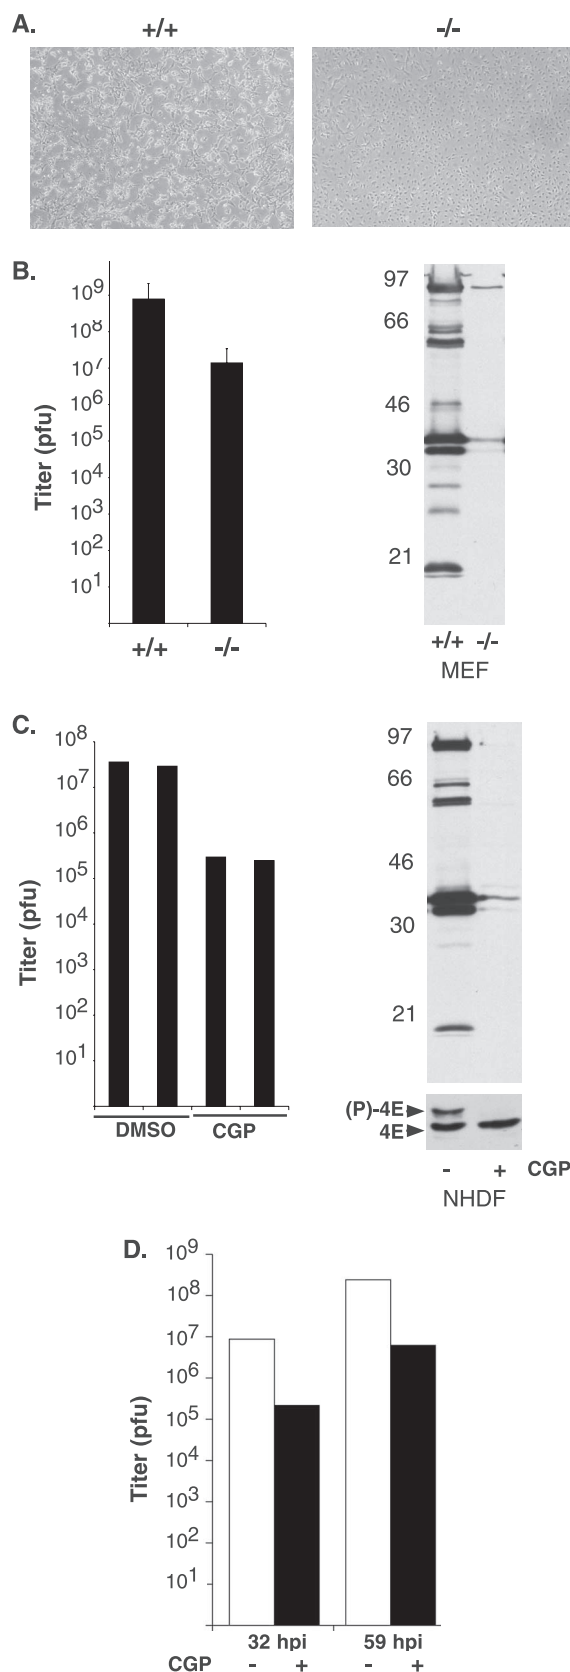 A.
+/+ -/-
B.
10^9
10^8
10^7
10^6
10^5
10^4
10^3
10^2
10^1
Titer (pfu)
+/+ -/-
97
66
46
30
21
+/+ -/-
MEF
C.
10^8
10^7
10^6
10^5
10^4
10^3
10^2
10^1
Titer (pfu)
DMSO CGP
97
66
46
30
21
(P)-4E
4E
- + CGP
NHDF
D.
10^9
10^8
10^7
10^6
10^5
10^4
10^3
10^2
10^1
Titer (pfu)
32 hpi 59 hpi
CGP - + - +